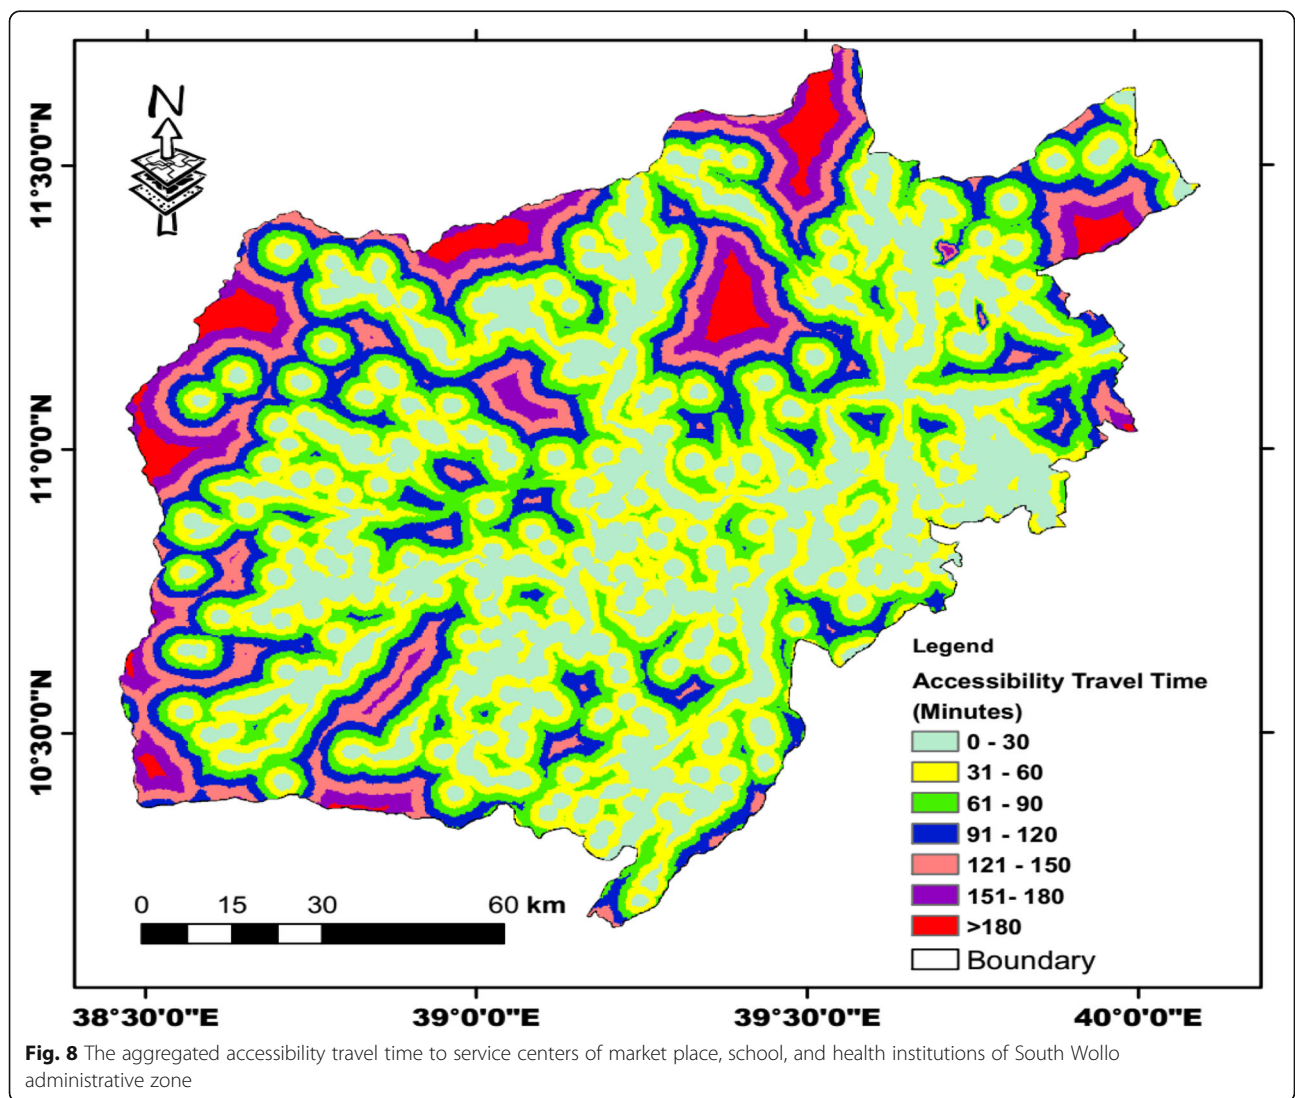 N
11°30'0"N
11°0'0"N
10°30'0"N
Legend
Accessibility Travel Time
(Minutes)
0 - 30
31 - 60
61 - 90
91 - 120
121 - 150
151- 180
>180
Boundary
0 15 30 60 km
38°30'0"E 39°0'0"E 39°30'0"E 40°0'0"E
Fig. 8 The aggregated accessibility travel time to service centers of market place, school, and health institutions of South Wollo
administrative zone